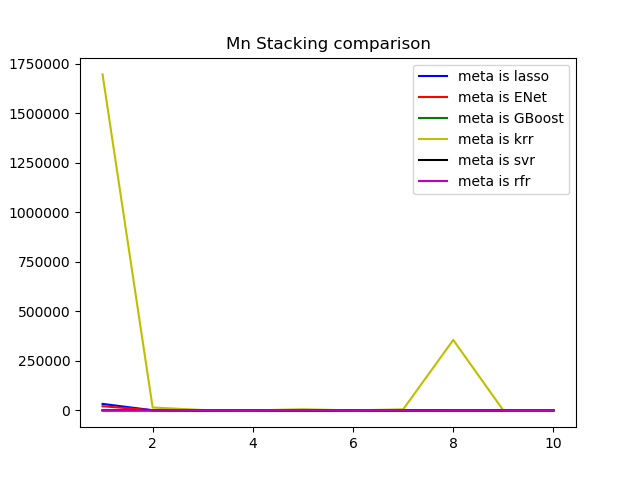 Mn Stacking comparison
1750000
1500000
1250000
1000000
750000
500000
250000
0
2
4
6
8
10
meta is lasso
meta is ENet
meta is GBoost
meta is krr
meta is svr
meta is rfr